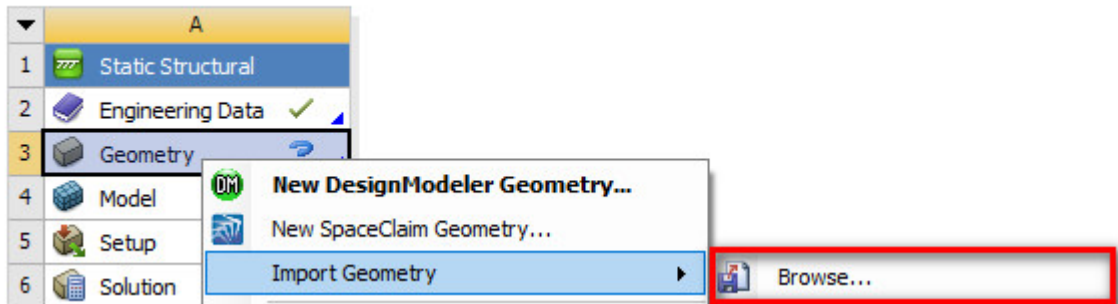 A
1 Static Structural
2 Engineering Data
3 Geometry
DM New DesignModeler Geometry...
4 Model
New SpaceClaim Geometry...
5 Setup
Import Geometry
Browse...
6 Solution